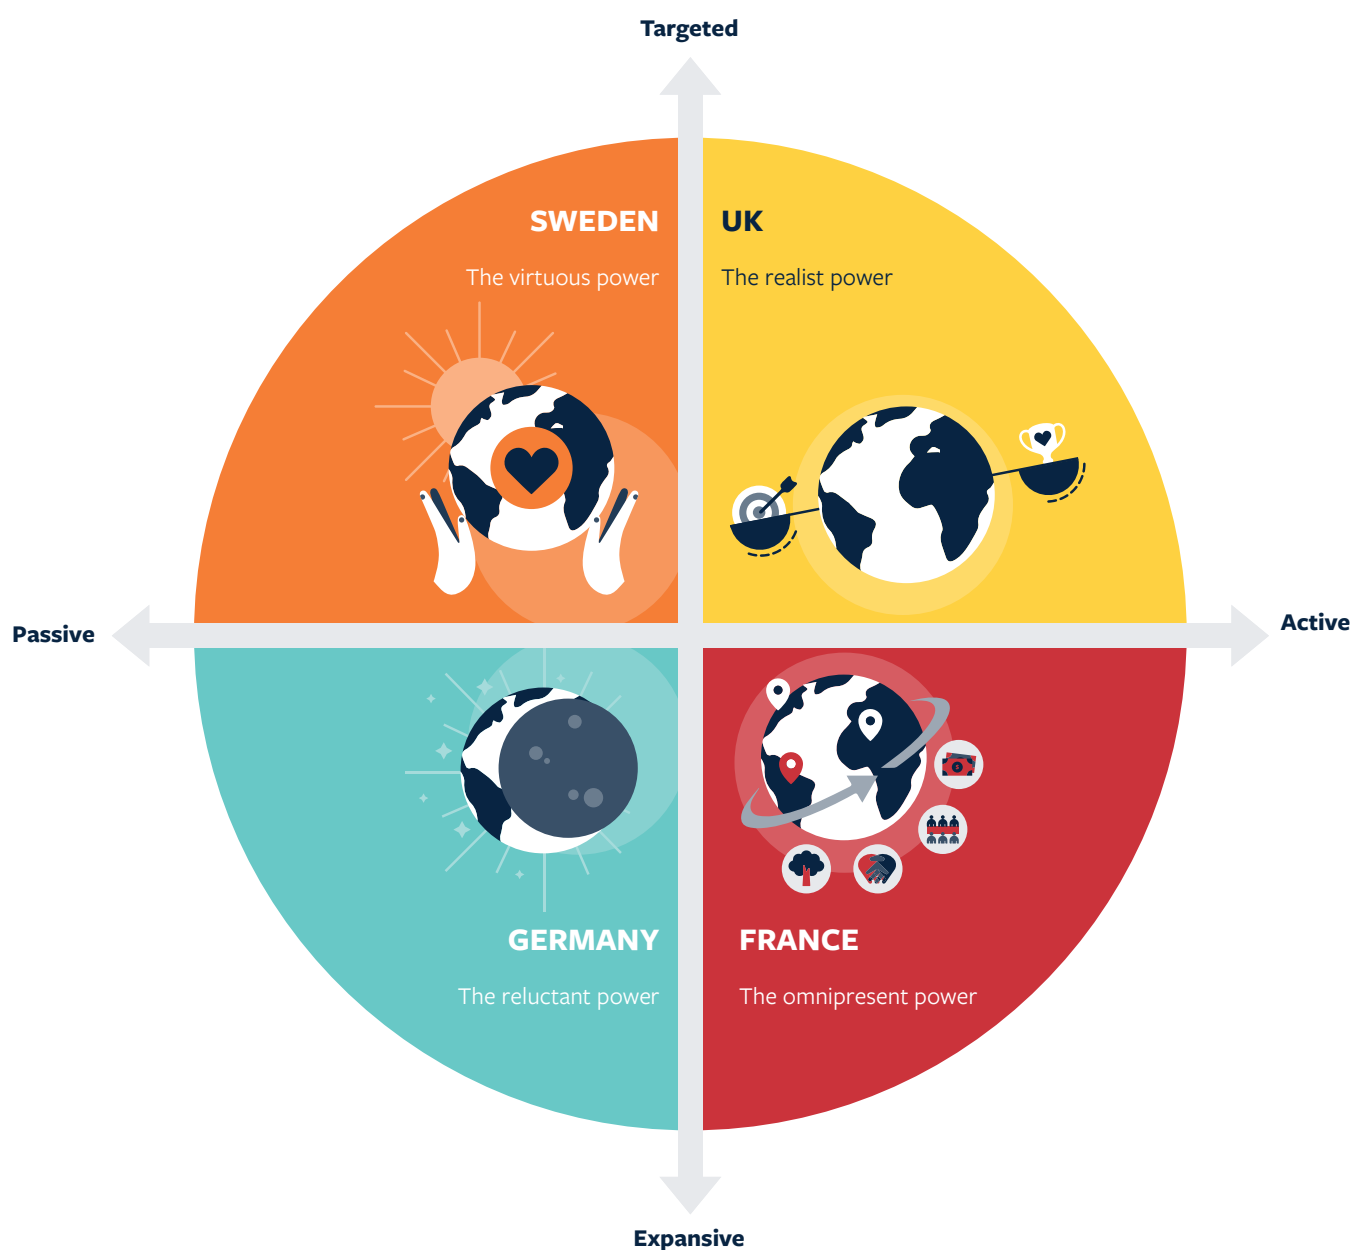 Targeted
SWEDEN
The virtuous power
UK
The realist power
Passive
Active
GERMANY
The reluctant power
FRANCE
The omnipresent power
Expansive